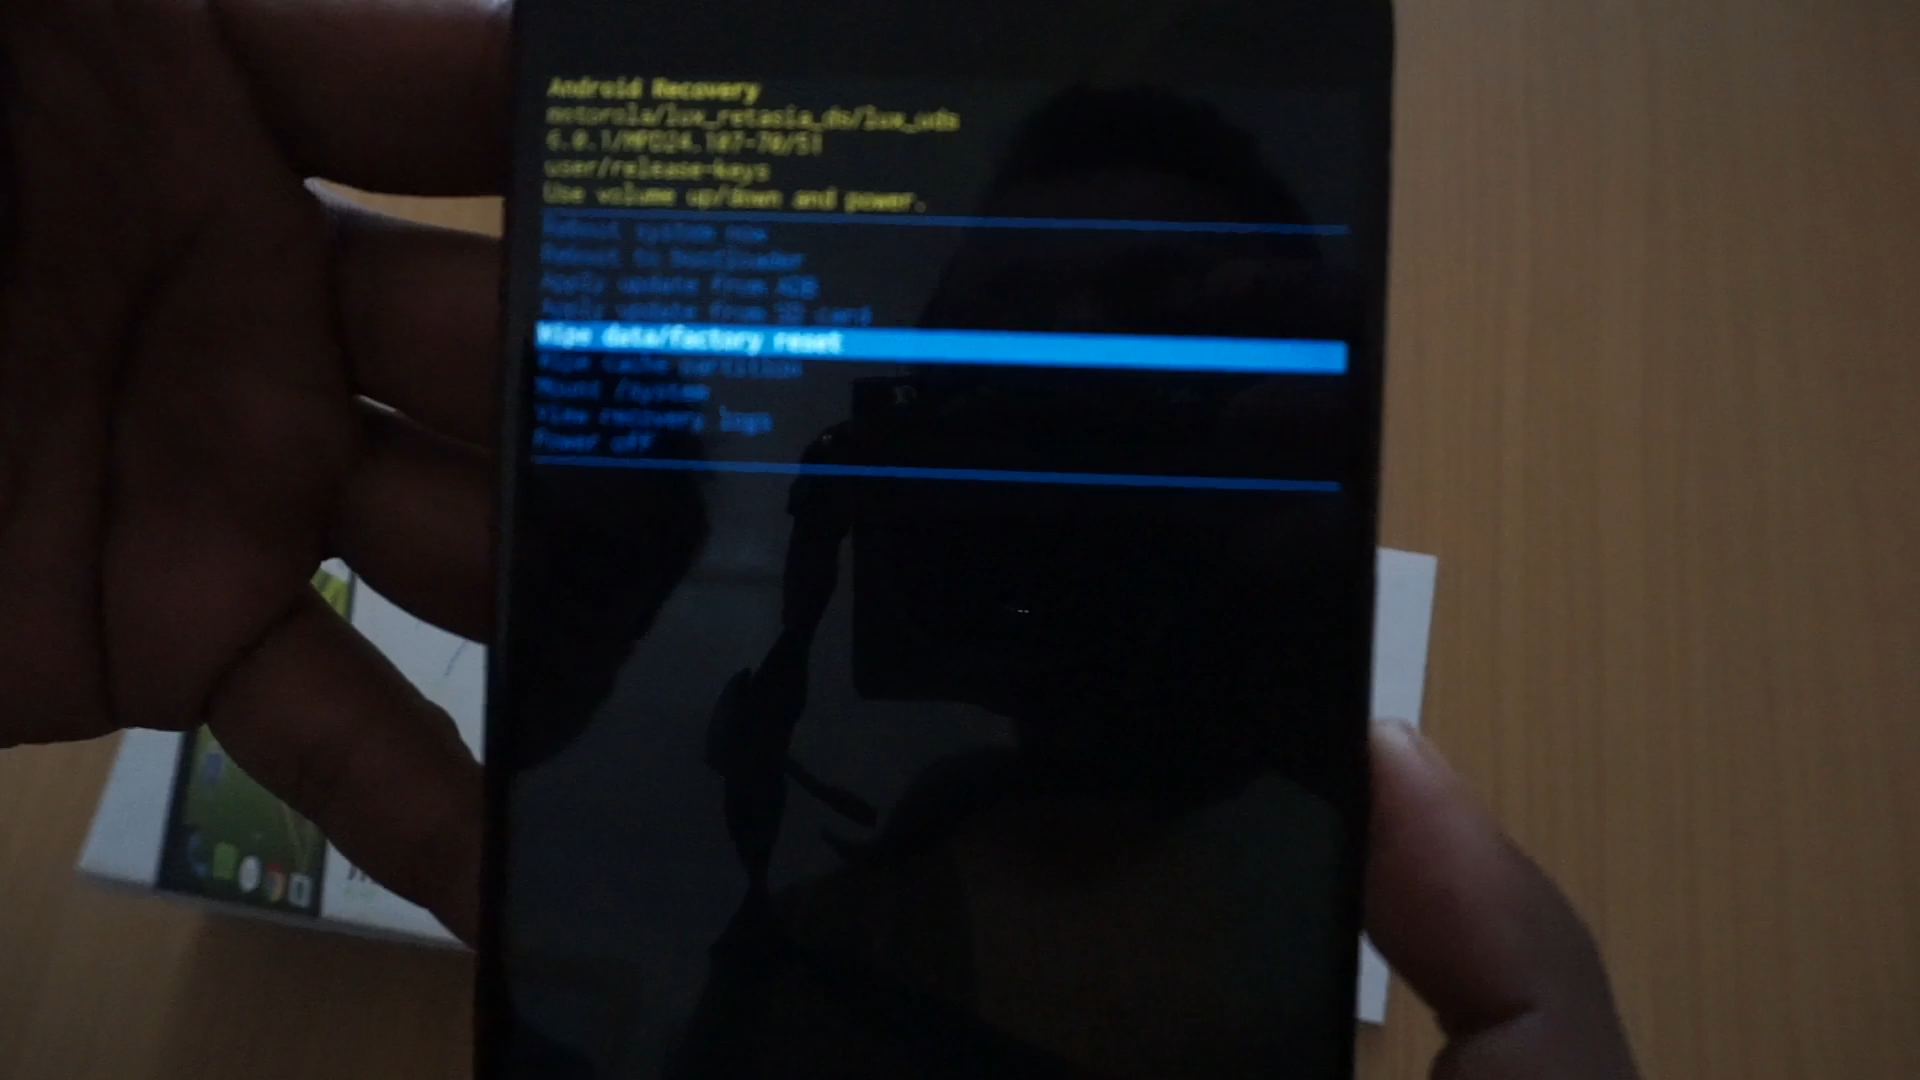 Android Recovery
motorola/lux_retasia_ds/lux_uds
6.0.1/MPD24.107-70/51
user/release-keys
Use volume up/down and power.
Reboot system now
Reboot to bootloader
Apply update from ADB
Apply update from SD card
Wipe data/factory reset
Wipe cache partition
Mount /system
View recovery logs
Power off